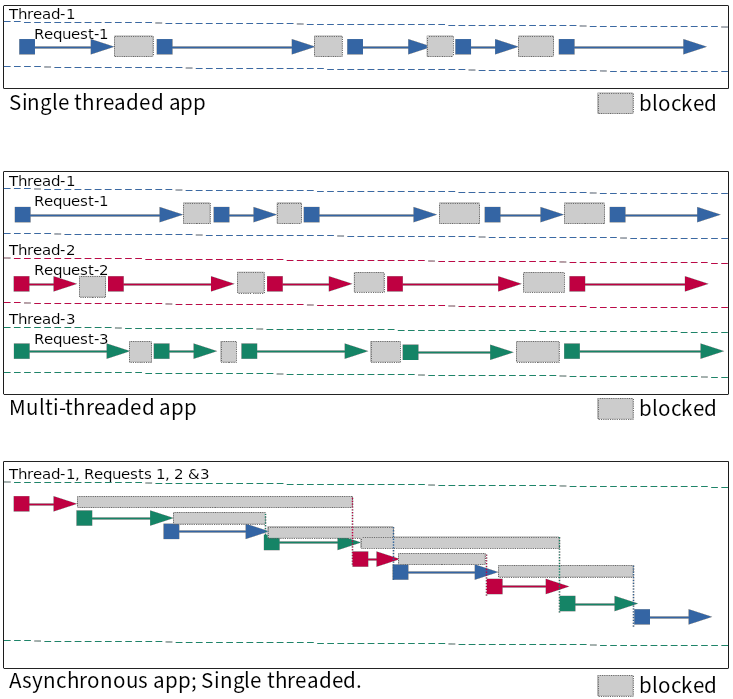 Thread-1
Request-1
Single threaded app
blocked
Thread-1
Request-1
Thread-2
Request-2
Thread-3
Request-3
Multi-threaded app
blocked
Thread-1, Requests 1, 2 &3
Asynchronous app; Single threaded.
blocked